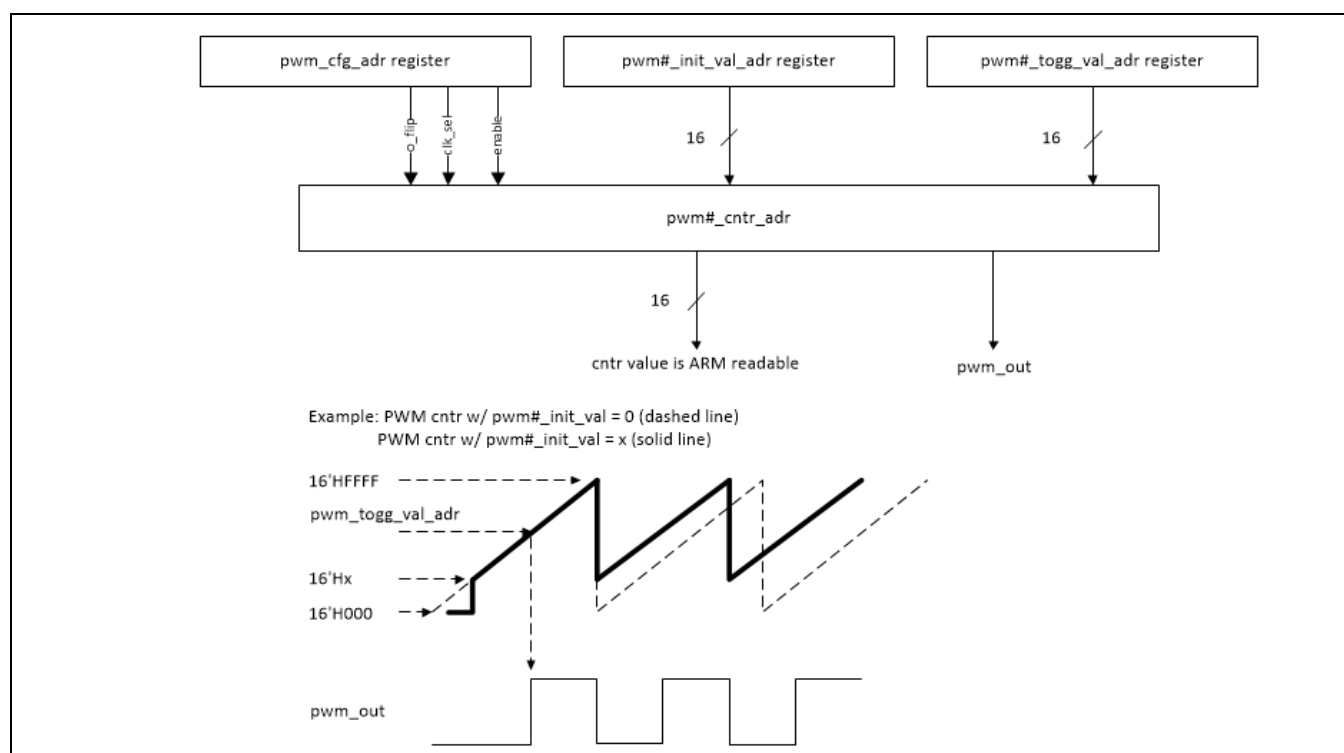 pwm_cfg_adr register
pwm#_init_val_adr register
pwm#_togg_val_adr register
o_flip
clk_sel
enable
16
16
pwm#_cntr_adr
16
cntr value is ARM readable
pwm_out
Example: PWM cntr w/ pwm#_init_val = 0 (dashed line)
PWM cntr w/ pwm#_init_val = x (solid line)
16'HFFFF
pwm_togg_val_adr
16'Hx
16'H000
pwm_out